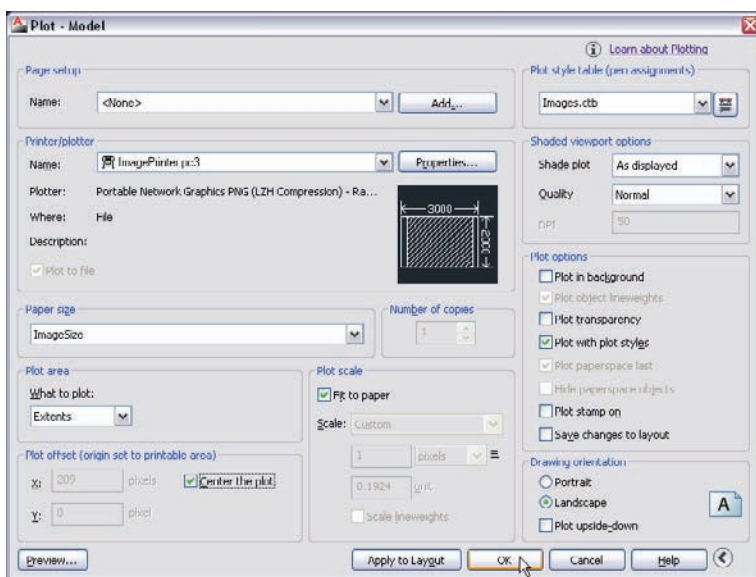 Plot - Model
Learn about Plotting
Page setup
Name: <None> Add...
Plot style table (pen assignments)
Images.ctb
Printer/plotter
Name: ImagePrinter.pc3 Properties...
Plotter: Portable Network Graphics PNG (LZH Compression) - Ra...
Where: File
Description:
Plot to file
3000
2000
Shaded viewport options
Shade plot As displayed
Quality Normal
DPI 50
Paper size
ImageSize
Number of copies
1
Plot area
What to plot:
Extents
Plot scale
Fit to paper
Scale: Custom
1 pixels =
0.1924 unit
Scale lineweights
Plot offset (origin set to printable area)
X: 209 pixels Center the plot
Y: 0 pixel
Plot options
Plot in background
Plot object lineweights
Plot transparency
Plot with plot styles
Plot paperspace last
Hide paperspace objects
Plot stamp on
Save changes to layout
Drawing orientation
Portrait
Landscape
Plot upside-down
A
Preview... Apply to Layout OK Cancel Help